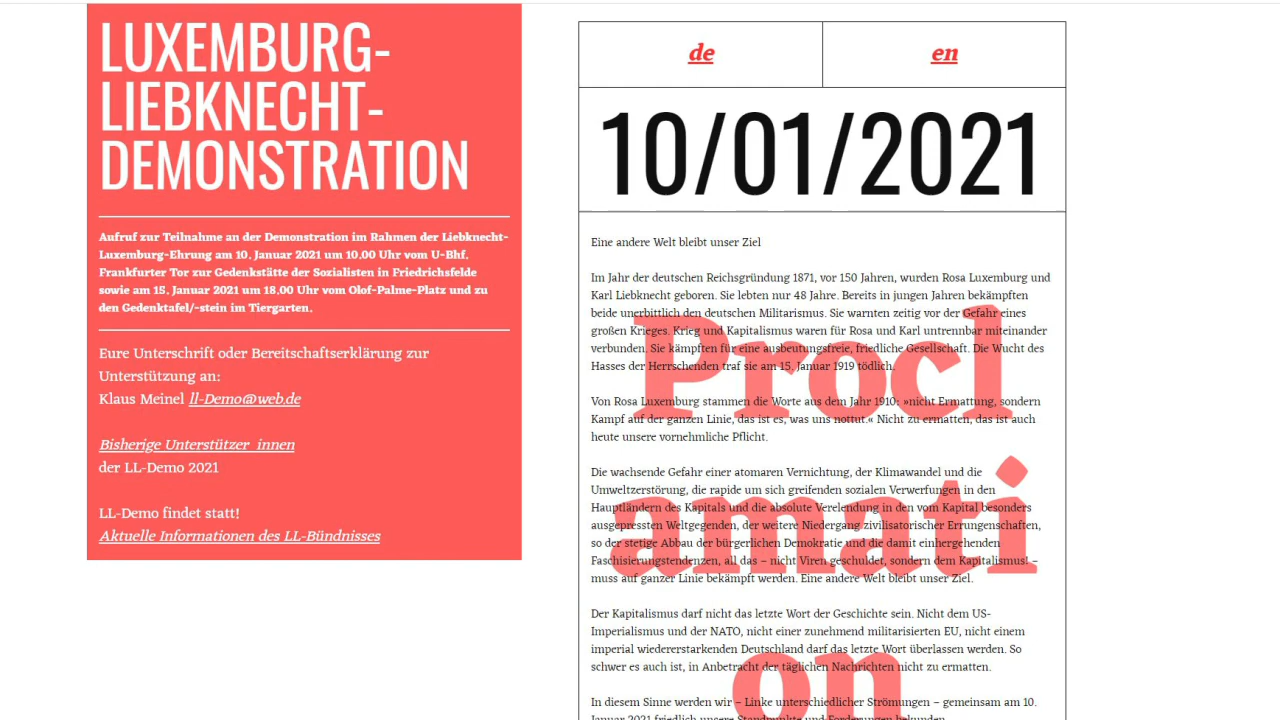 LUXEMBURG-
LIEBKNECHT-
DEMONSTRATION
Aufruf zur Teilnahme an der Demonstration im Rahmen der Liebknecht-
Luxemburg-Ehrung am 10. Januar 2021 um 10.00 Uhr vom U-Bhf.
Frankfurter Tor zur Gedenkstätte der Sozialisten in Friedrichsfelde
sowie am 15. Januar 2021 um 18.00 Uhr vom Olof-Palme-Platz und zu
den Gedenktafel/-stein im Tiergarten.
Eure Unterschrift oder Bereitschaftserklärung zur
Unterstützung an:
Klaus Meinel ll-Demo@web.de
Bisherige Unterstützer_innen
der LL-Demo 2021
LL-Demo findet statt!
Aktuelle Informationen des LL-Bündnisses
de
en
10/01/2021
Eine andere Welt bleibt unser Ziel
Im Jahr der deutschen Reichsgründung 1871, vor 150 Jahren, wurden Rosa Luxemburg und
Karl Liebknecht geboren. Sie lebten nur 48 Jahre. Bereits in jungen Jahren bekämpften
beide unerbittlich den deutschen Militarismus. Sie warnten zeitig vor der Gefahr eines
großen Krieges. Krieg und Kapitalismus waren für Rosa und Karl untrennbar miteinander
verbunden. Sie kämpften für eine ausbeutungsfreie, friedliche Gesellschaft. Die Wucht des
Hasses der Herrschenden traf sie am 15. Januar 1919 tödlich.
Von Rosa Luxemburg stammen die Worte aus dem Jahr 1910: »nicht Ermattung, sondern
Kampf auf der ganzen Linie, das ist es, was uns nottut.« Nicht zu ermatten, das ist auch
heute unsere vornehmliche Pflicht.
Die wachsende Gefahr einer atomaren Vernichtung, der Klimawandel und die
Umweltzerstörung, die rapide um sich greifenden sozialen Verwerfungen in den
Hauptländern des Kapitals und die absolute Verelendung in den vom Kapital besonders
ausgepressten Weltgegenden, der weitere Niedergang zivilisatorischer Errungenschaften,
so der stetige Abbau der bürgerlichen Demokratie und die damit einhergehenden
Faschisierungstendenzen, all das – nicht Viren geschuldet, sondern dem Kapitalismus! –
muss auf ganzer Linie bekämpft werden. Eine andere Welt bleibt unser Ziel.
Der Kapitalismus darf nicht das letzte Wort der Geschichte sein. Nicht dem US-
Imperialismus und der NATO, nicht einer zunehmend militarisierten EU, nicht einem
imperial wiedererstarkenden Deutschland darf das letzte Wort überlassen werden. So
schwer es auch ist, in Anbetracht der täglichen Nachrichten nicht zu ermatten.
In diesem Sinne werden wir – Linke unterschiedlicher Strömungen – gemeinsam am 10.
Januar 2021 friedlich unsere Standpunkte und Forderungen bekunden.
Procl
amati
on